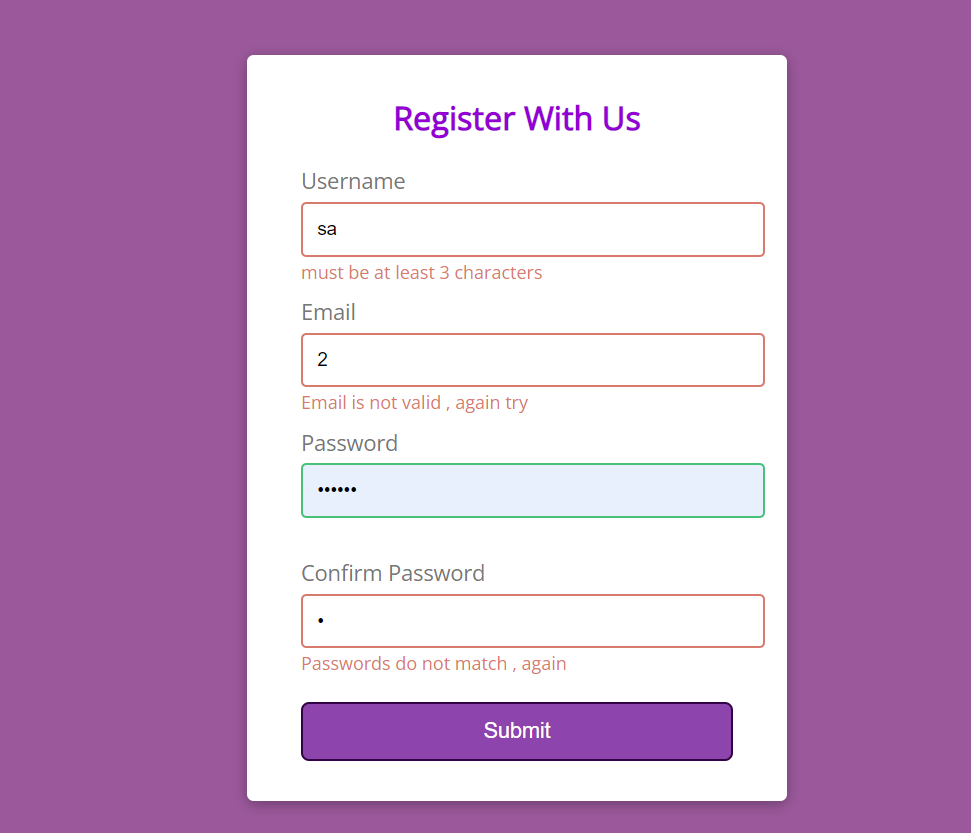 Register With Us
Username
sa
must be at least 3 characters
Email
2
Email is not valid , again try
Password
••••••
Confirm Password
•
Passwords do not match , again
Submit